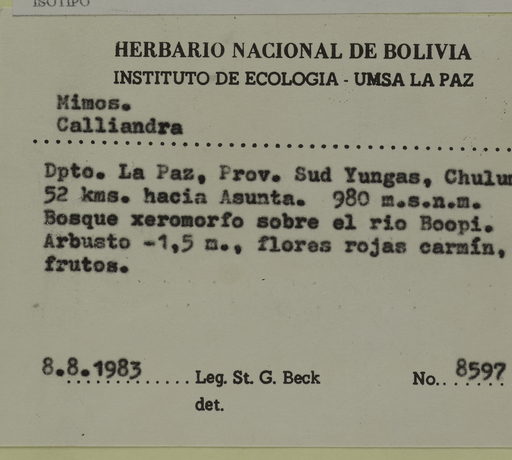 ISOTIPO
HERBARIO NACIONAL DE BOLIVIA
INSTITUTO DE ECOLOGIA - UMSA LA PAZ
Mimos.
Calliandra
Dpto. La Paz, Prov. Sud Yungas, Chulum
52 kms. hacia Asunta. 980 m.s.n.m.
Bosque xeromorfo sobre el rio Boopi.
Arbusto -1,5 m., flores rojas carmín,
frutos.
8.8.1983 Leg. St. G. Beck No. 8597
det.